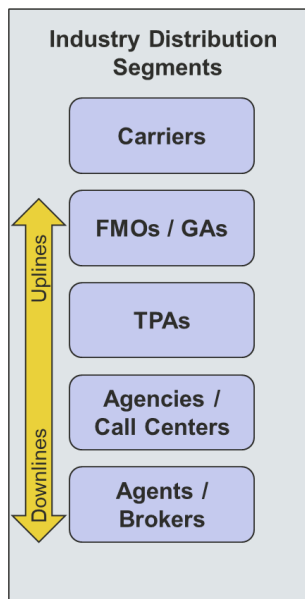 Industry Distribution
Segments
Carriers
FMOs / GAs
Uplines
TPAs
Agencies /
Call Centers
Downlines
Agents /
Brokers